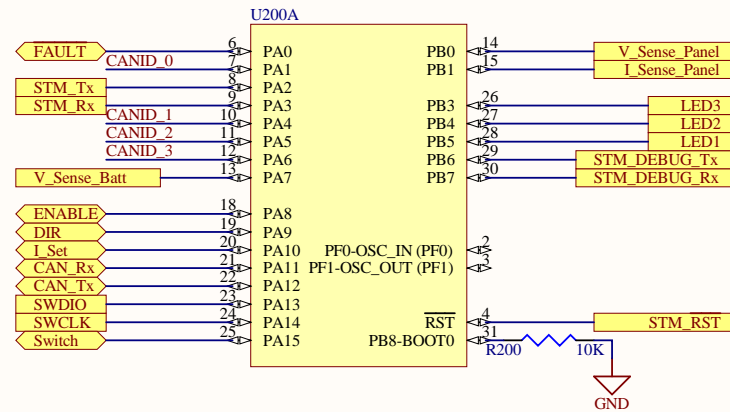 U200A
FAULT 6 PA0 PB0 14 V_Sense_Panel
CANID_0 7 PA1 PB1 15 I_Sense_Panel
STM_Tx 8 PA2
STM_Rx 9 PA3 PB3 26 LED3
CANID_1 10 PA4 PB4 27 LED2
CANID_2 11 PA5 PB5 28 LED1
CANID_3 12 PA6 PB6 29 STM_DEBUG_Tx
V_Sense_Batt 13 PA7 PB7 30 STM_DEBUG_Rx
ENABLE 18 PA8
DIR 19 PA9
I_Set 20 PA10 PF0-OSC_IN (PF0) 2
CAN_Rx 21 PA11 PF1-OSC_OUT (PF1) 3
CAN_Tx 22 PA12
SWDIO 23 PA13
SWCLK 24 PA14 RST 4 STM_RST
Switch 25 PA15 PB8-BOOT0 31 R200 10K
GND